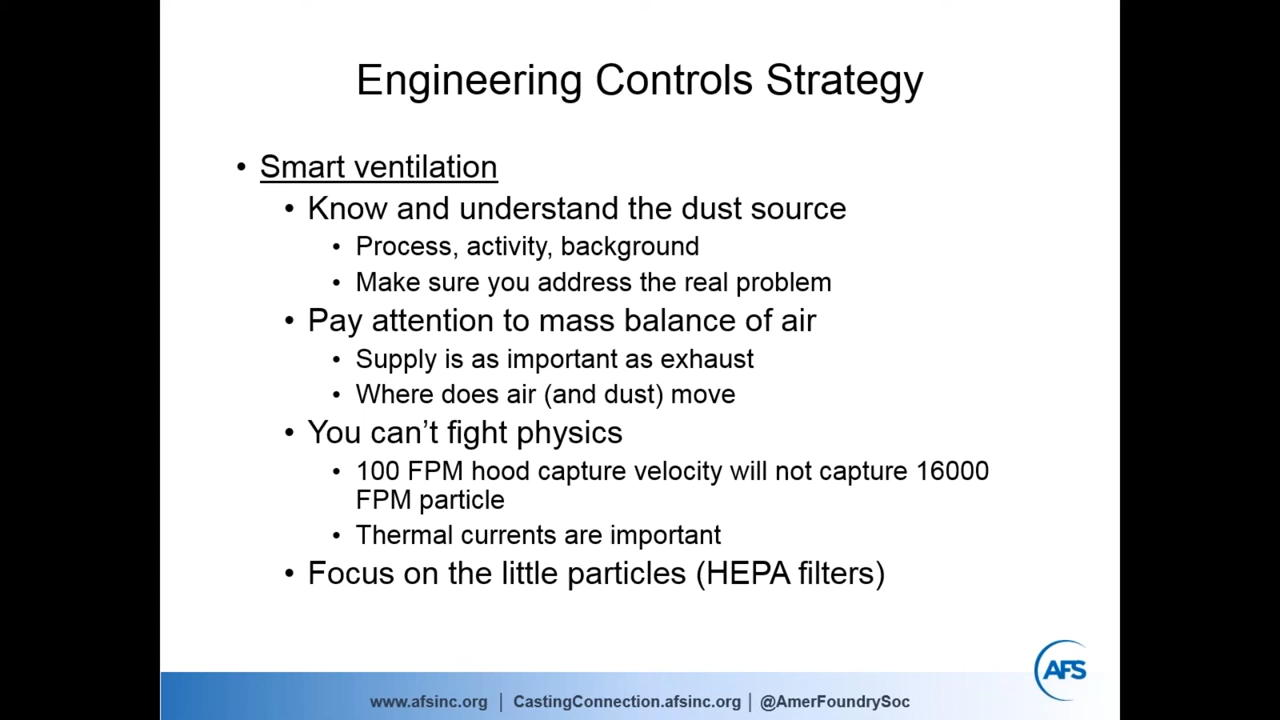 Engineering Controls Strategy
• Smart ventilation
• Know and understand the dust source
• Process, activity, background
• Make sure you address the real problem
• Pay attention to mass balance of air
• Supply is as important as exhaust
• Where does air (and dust) move
• You can’t fight physics
• 100 FPM hood capture velocity will not capture 16000
FPM particle
• Thermal currents are important
• Focus on the little particles (HEPA filters)
AFS
www.afsinc.org | CastingConnection.afsinc.org | @AmerFoundrySoc